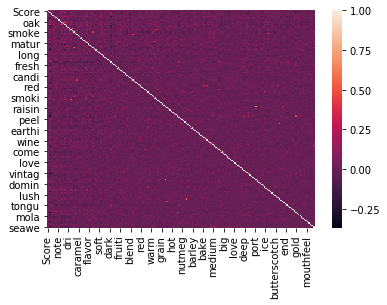 Score
oak
smoke
matur
long
fresh
candi
red
smoki
raisin
peel
earthi
wine
come
love
vintag
domin
lush
tongu
mola
seawe
Score
note
dri
caramel
flavor
soft
dark
fruiti
blend
red
warm
grain
hot
nutmeg
barley
bake
medium
big
love
deep
port
ice
butterscotch
end
gold
mouthfeel
1.00
0.75
0.50
0.25
0.00
−0.25